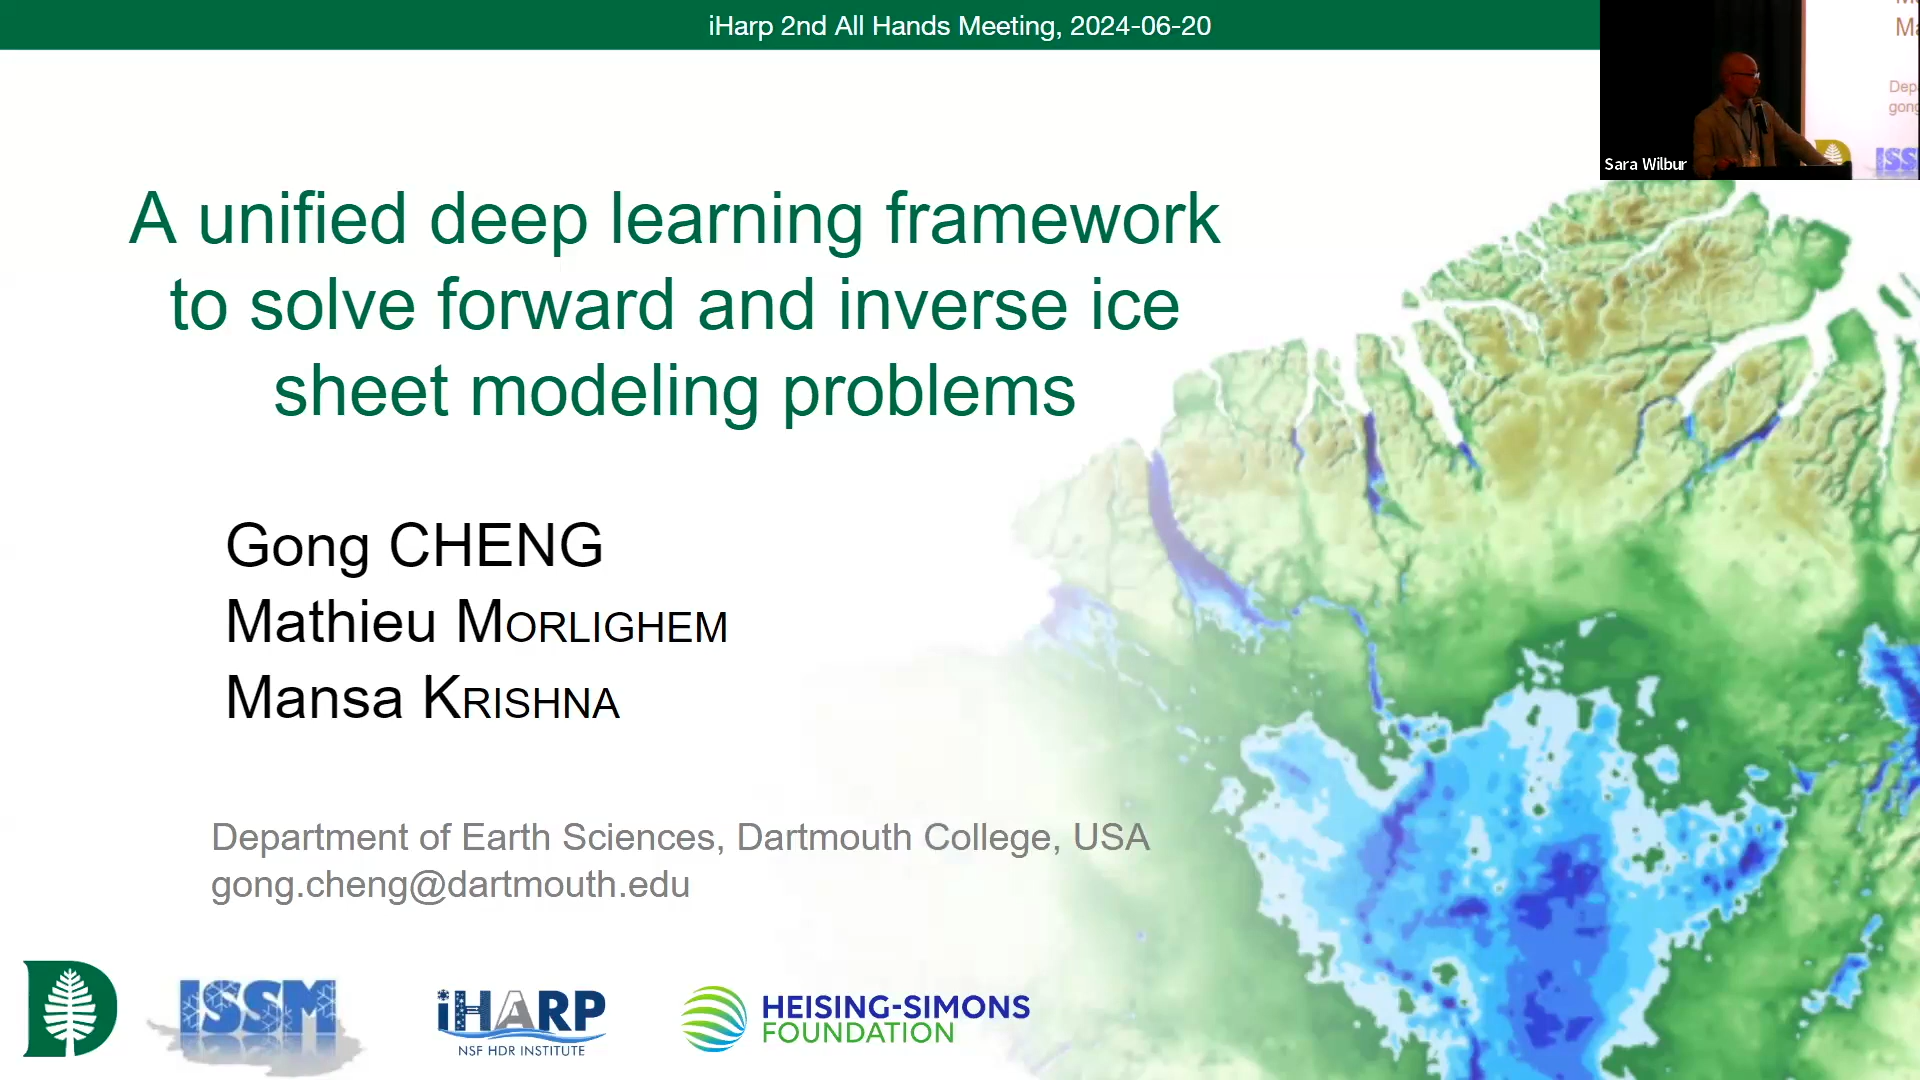 iHarp 2nd All Hands Meeting, 2024-06-20
Sara Wilbur
ISS
A unified deep learning framework
to solve forward and inverse ice
sheet modeling problems
Gong CHENG
Mathieu MORLIGHEM
Mansa KRISHNA
Department of Earth Sciences, Dartmouth College, USA
gong.cheng@dartmouth.edu
D
ISSM
iHARP
NSF HDR INSTITUTE
HEISING-SIMONS
FOUNDATION